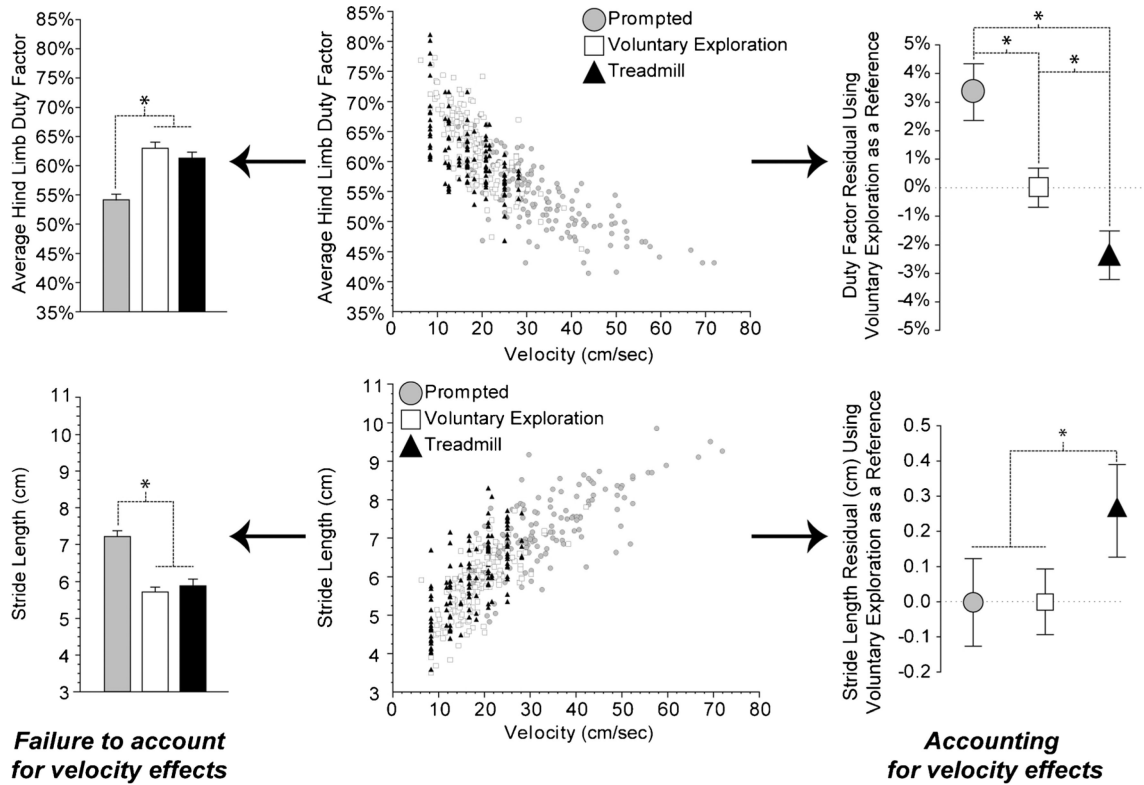 Average Hind Limb Duty Factor
85%
80%
75%
70%
65%
60%
55%
50%
45%
40%
35%
*
Average Hind Limb Duty Factor
85%
80%
75%
70%
65%
60%
55%
50%
45%
40%
35%
0 10 20 30 40 50 60 70 80
Velocity (cm/sec)
Prompted
Voluntary Exploration
Treadmill
Duty Factor Residual Using
Voluntary Exploration as a Reference
5%
4%
3%
2%
1%
0%
-1%
-2%
-3%
-4%
-5%
*
*
*
Stride Length (cm)
11
10
9
8
7
6
5
4
3
*
Stride Length (cm)
11
10
9
8
7
6
5
4
3
0 10 20 30 40 50 60 70 80
Velocity (cm/sec)
Prompted
Voluntary Exploration
Treadmill
Stride Length Residual (cm) Using
Voluntary Exploration as a Reference
0.5
0.4
0.3
0.2
0.1
0.0
-0.1
-0.2
*
Failure to account
for velocity effects
Accounting
for velocity effects